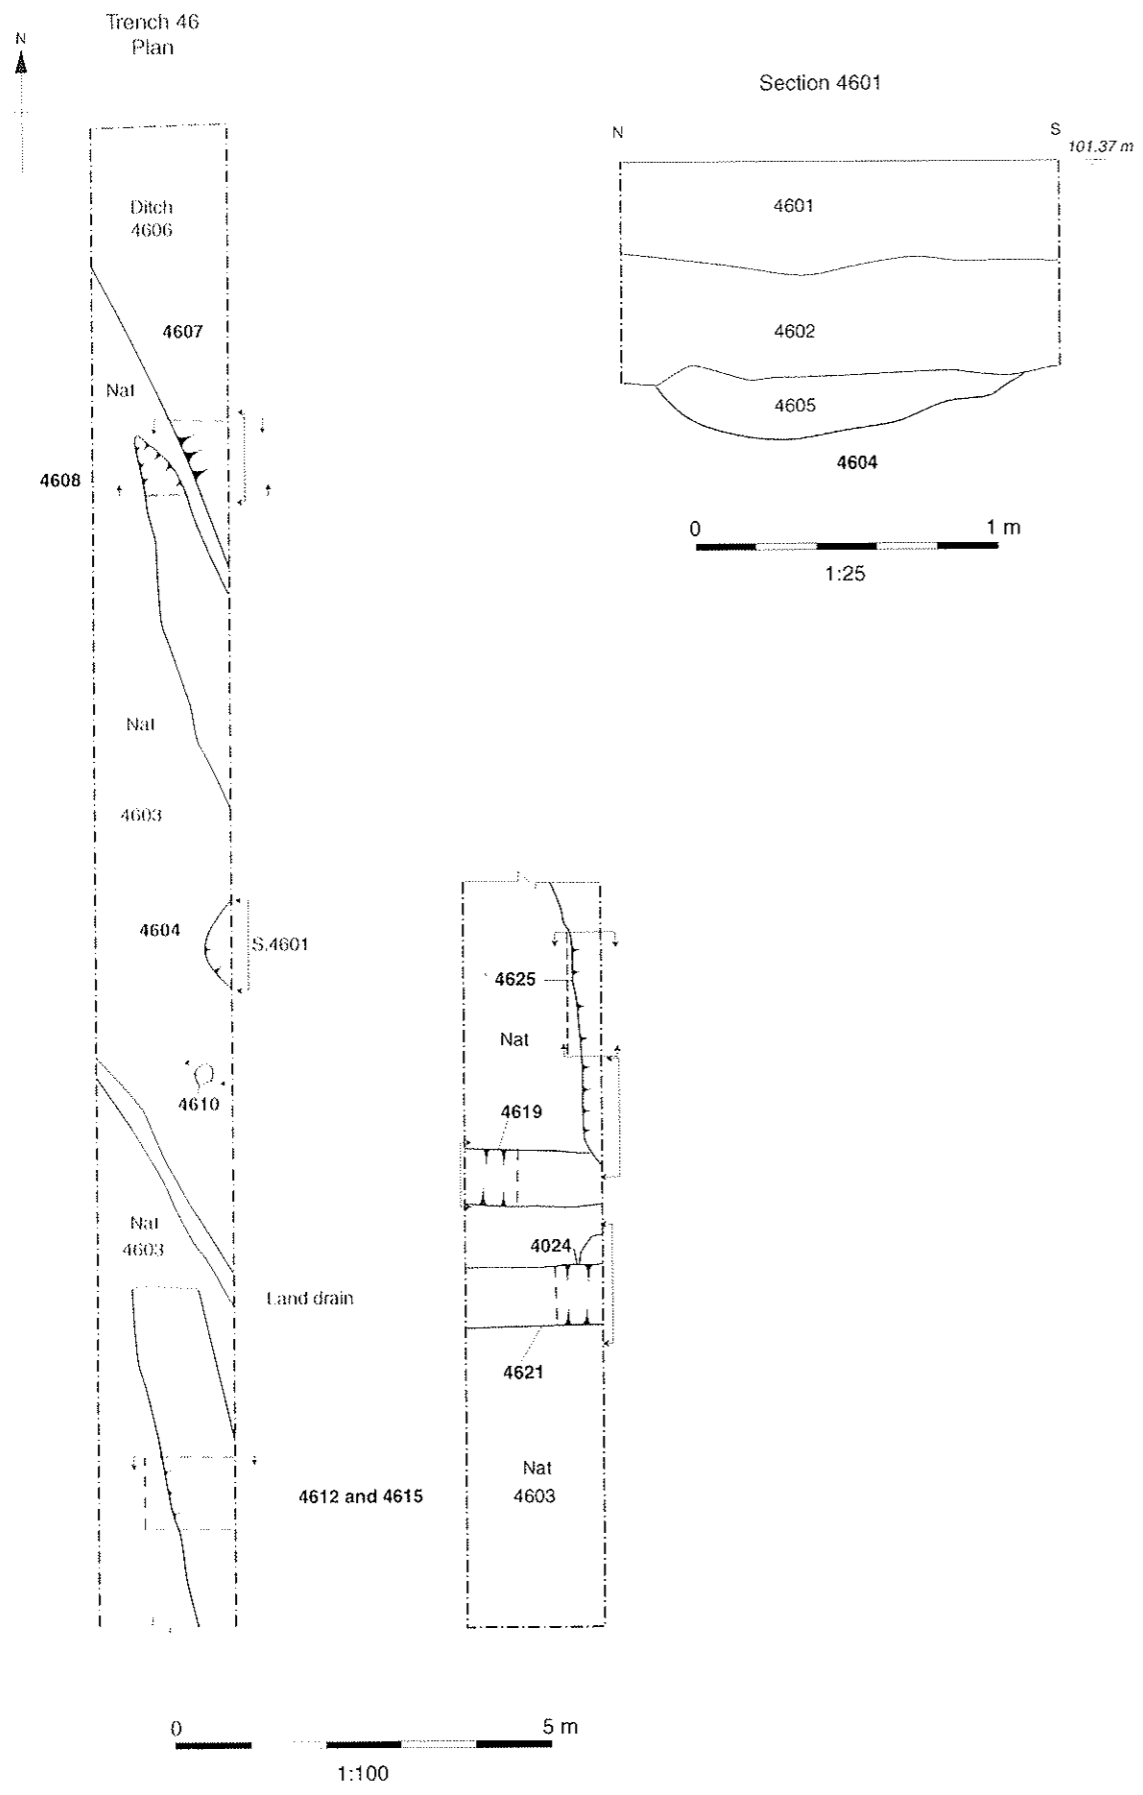 Trench 46
Plan
N
Ditch
4606
4607
Nat
4608
Nat
4603
4604
S.4601
4610
Nat
4603
Land drain
4612 and 4615
4625
Nat
4619
4024
4621
Nat
4603
0 5 m
1:100
Section 4601
N S
101.37 m
4601
4602
4605
4604
0 1 m
1:25